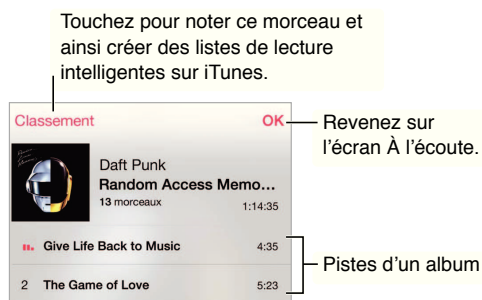 Touchez pour noter ce morceau et
ainsi créer des listes de lecture
intelligentes sur iTunes.
Classement
OK
Revenez sur
l'écran À l'écoute.
Daft Punk
Random Access Memo...
13 morceaux
1:14:35
Give Life Back to Music
4:35
Pistes d'un album
2 The Game of Love
5:23